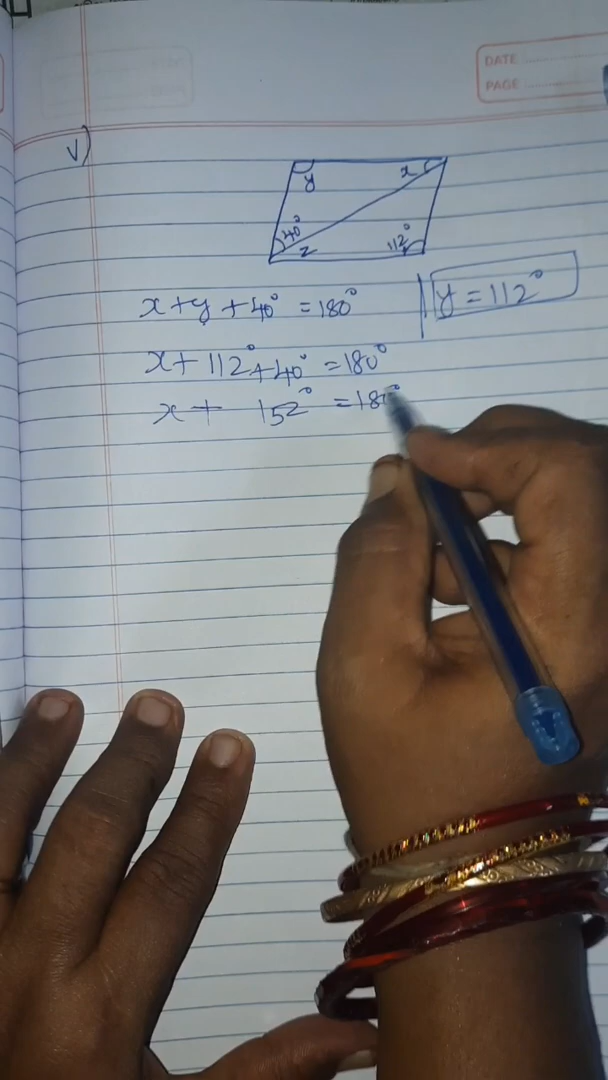 DATE
PAGE
v)
y x
40° z 112°
x + y + 40° = 180° y = 112°
x + 112° + 40° = 180°
x + 152° = 180°